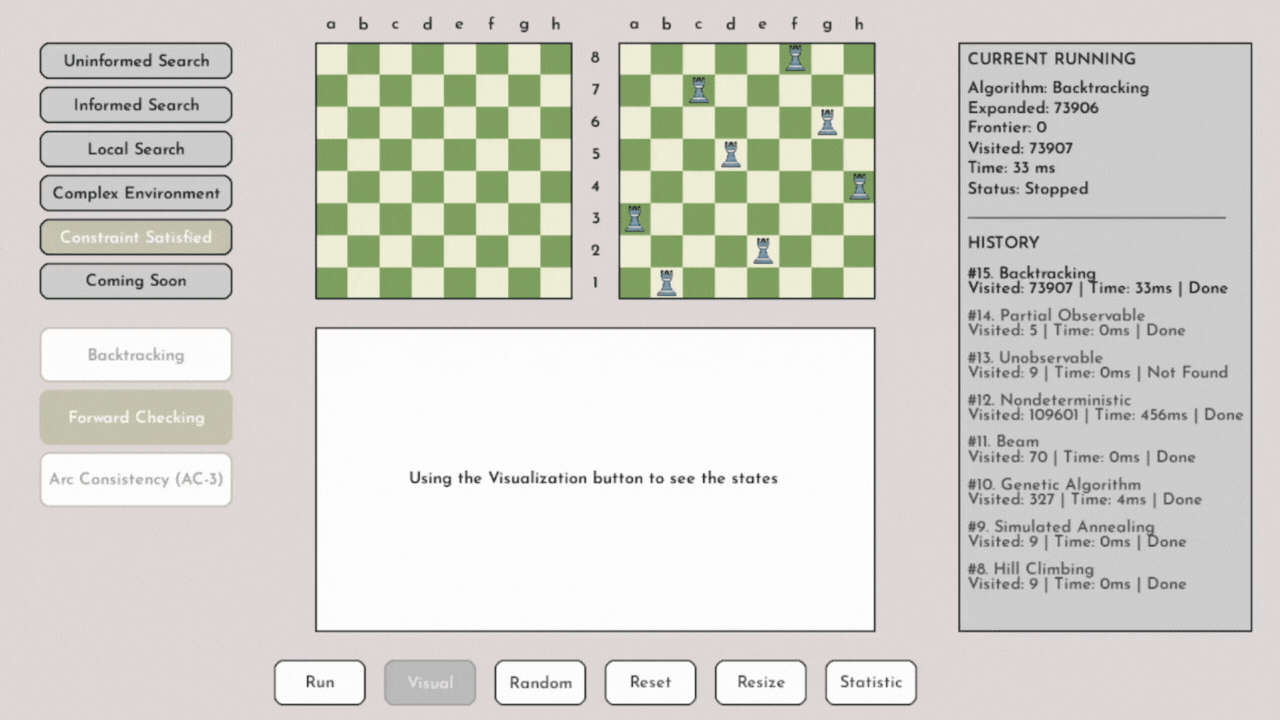 a b c d e f g h
a b c d e f g h
Uninformed Search
Informed Search
Local Search
Complex Environment
Constraint Satisfied
Coming Soon
Backtracking
Forward Checking
Arc Consistency (AC-3)
8
7
6
5
4
3
2
1
Using the Visualization button to see the states
Run
Visual
Random
Reset
Resize
Statistic
CURRENT RUNNING
Algorithm: Backtracking
Expanded: 73906
Frontier: 0
Visited: 73907
Time: 33 ms
Status: Stopped
HISTORY
#15. Backtracking
Visited: 73907 | Time: 33ms | Done
#14. Partial Observable
Visited: 5 | Time: 0ms | Done
#13. Unobservable
Visited: 9 | Time: 0ms | Not Found
#12. Nondeterministic
Visited: 109601 | Time: 456ms | Done
#11. Beam
Visited: 70 | Time: 0ms | Done
#10. Genetic Algorithm
Visited: 327 | Time: 4ms | Done
#9. Simulated Annealing
Visited: 9 | Time: 0ms | Done
#8. Hill Climbing
Visited: 9 | Time: 0ms | Done